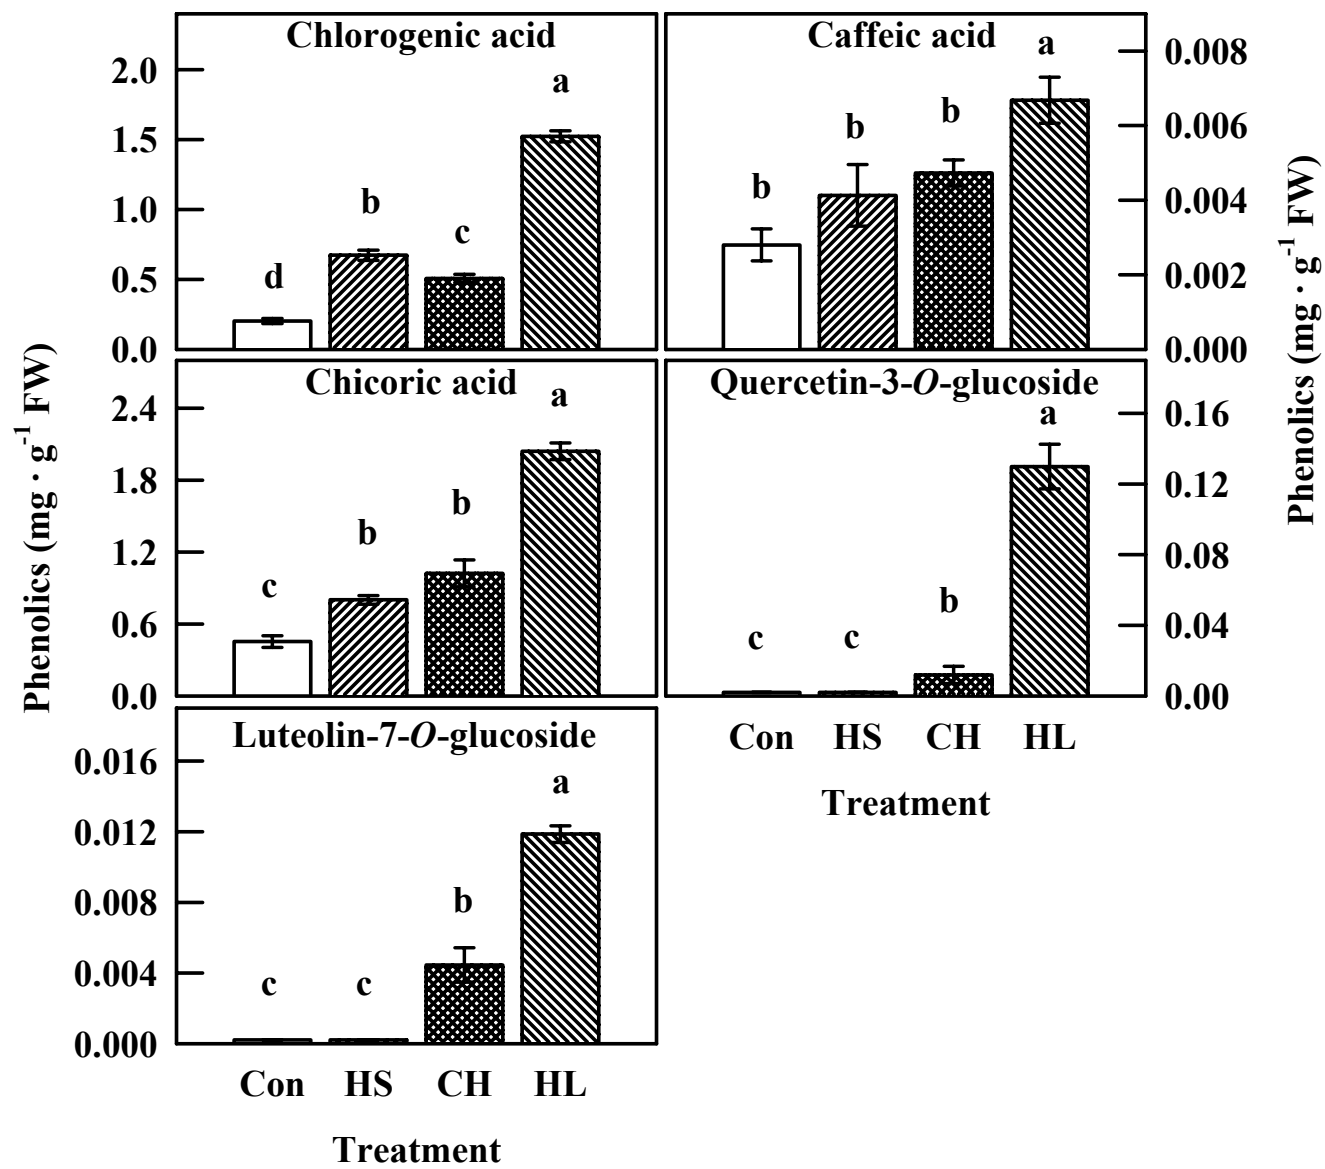 Chlorogenic acid
2.0
1.5
1.0
0.5
0.0
d
b
c
a
Caffeic acid
0.008
0.006
0.004
0.002
0.000
b
b
b
a
Chicoric acid
2.4
1.8
1.2
0.6
0.0
c
b
b
a
Quercetin-3-O-glucoside
0.16
0.12
0.08
0.04
0.00
c
c
b
a
Con HS CH HL
Treatment
Luteolin-7-O-glucoside
0.016
0.012
0.008
0.004
0.000
c
c
b
a
Con HS CH HL
Treatment
Phenolics (mg · g⁻¹ FW)
Phenolics (mg · g⁻¹ FW)